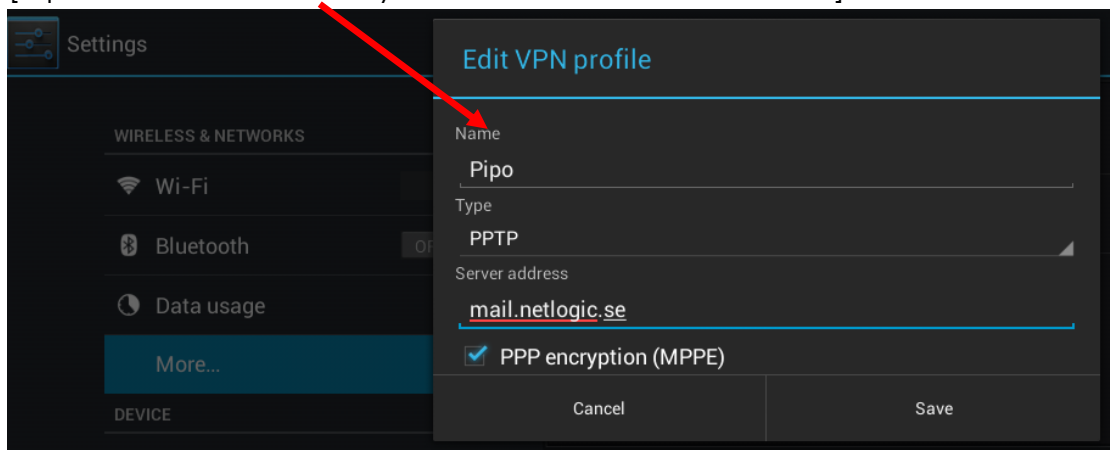 Settings
WIRELESS & NETWORKS
Wi-Fi
Bluetooth
Data usage
More...
DEVICE
Edit VPN profile
Name
Pipo
Type
PPTP
Server address
mail.netlogic.se
PPP encryption (MPPE)
Cancel
Save